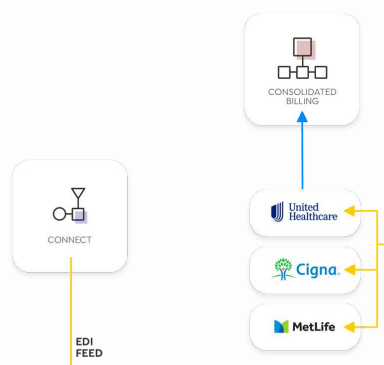 CONSOLIDATED
BILLING
CONNECT
United
Healthcare
Cigna.
MetLife
EDI
FEED